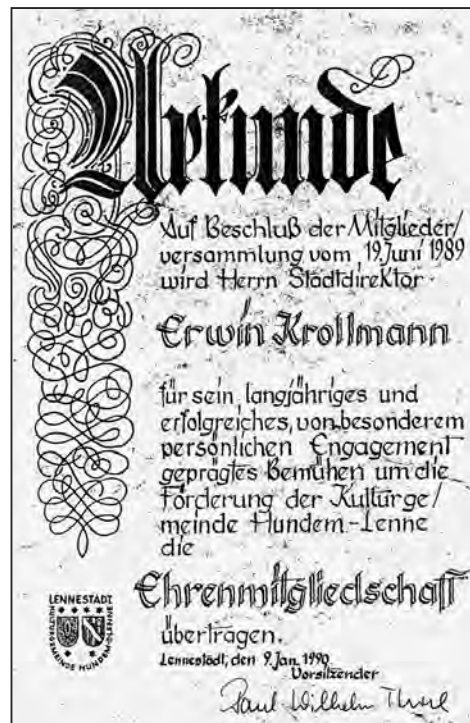 Urkunde
Auf Beschluß der Mitglieder/
versammlung vom 19. Juni 1989
wird Herrn Stadtdirektor
Erwin Krollmann
für sein langjähriges und
erfolgreiches, von besonderem
persönlichen Engagement
geprägtes Bemühen um die
Förderung der Kulturge/
meinde Hundem-Lenne
die
Ehrenmitgliedschaft
übertragen.
Lennestadt, den 9. Jan. 1990
Vorsitzender
Paul Wilhelm
LENNESTADT
KULTURGEMEINDE HUNDEM-LENNE